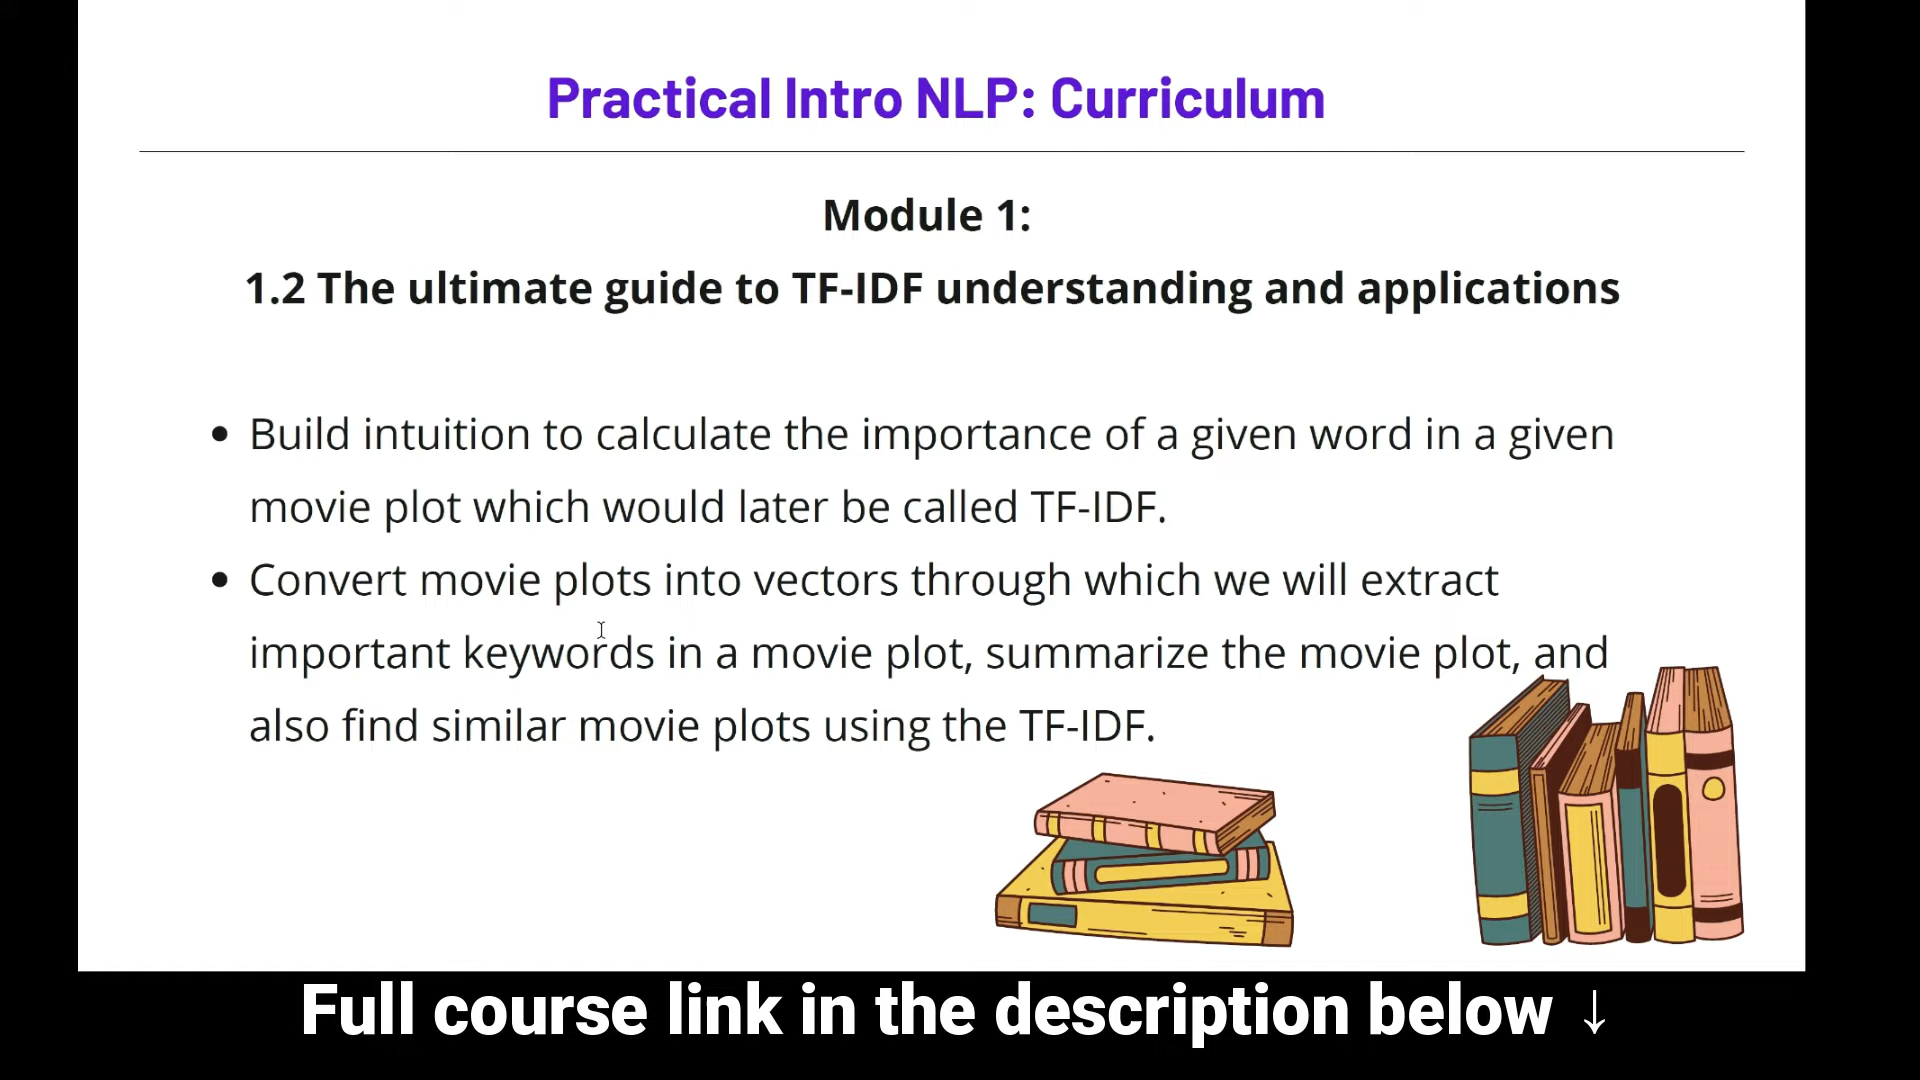 Practical Intro NLP: Curriculum
Module 1:
1.2 The ultimate guide to TF-IDF understanding and applications
• Build intuition to calculate the importance of a given word in a given
movie plot which would later be called TF-IDF.
• Convert movie plots into vectors through which we will extract
important keywords in a movie plot, summarize the movie plot, and
also find similar movie plots using the TF-IDF.
Full course link in the description below ↓